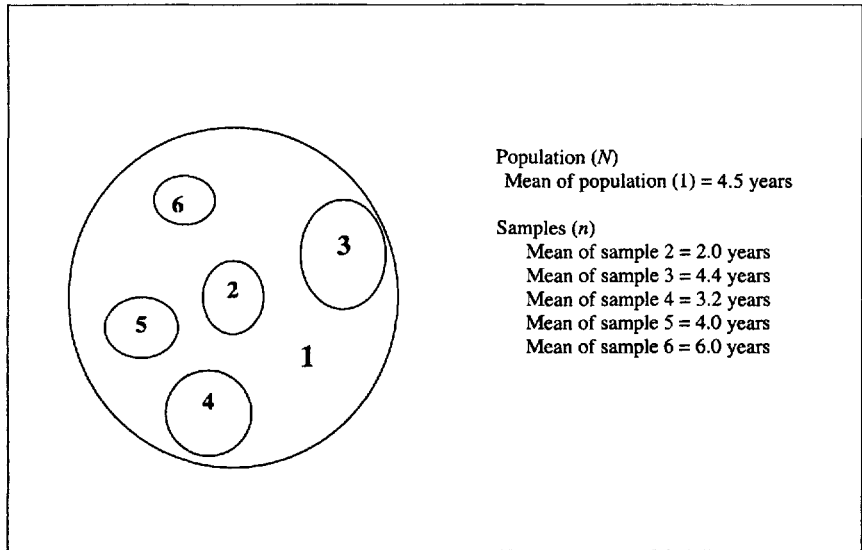 Population (N)
Mean of population (1) = 4.5 years
Samples (n)
Mean of sample 2 = 2.0 years
Mean of sample 3 = 4.4 years
Mean of sample 4 = 3.2 years
Mean of sample 5 = 4.0 years
Mean of sample 6 = 6.0 years
6
3
2
5
1
4